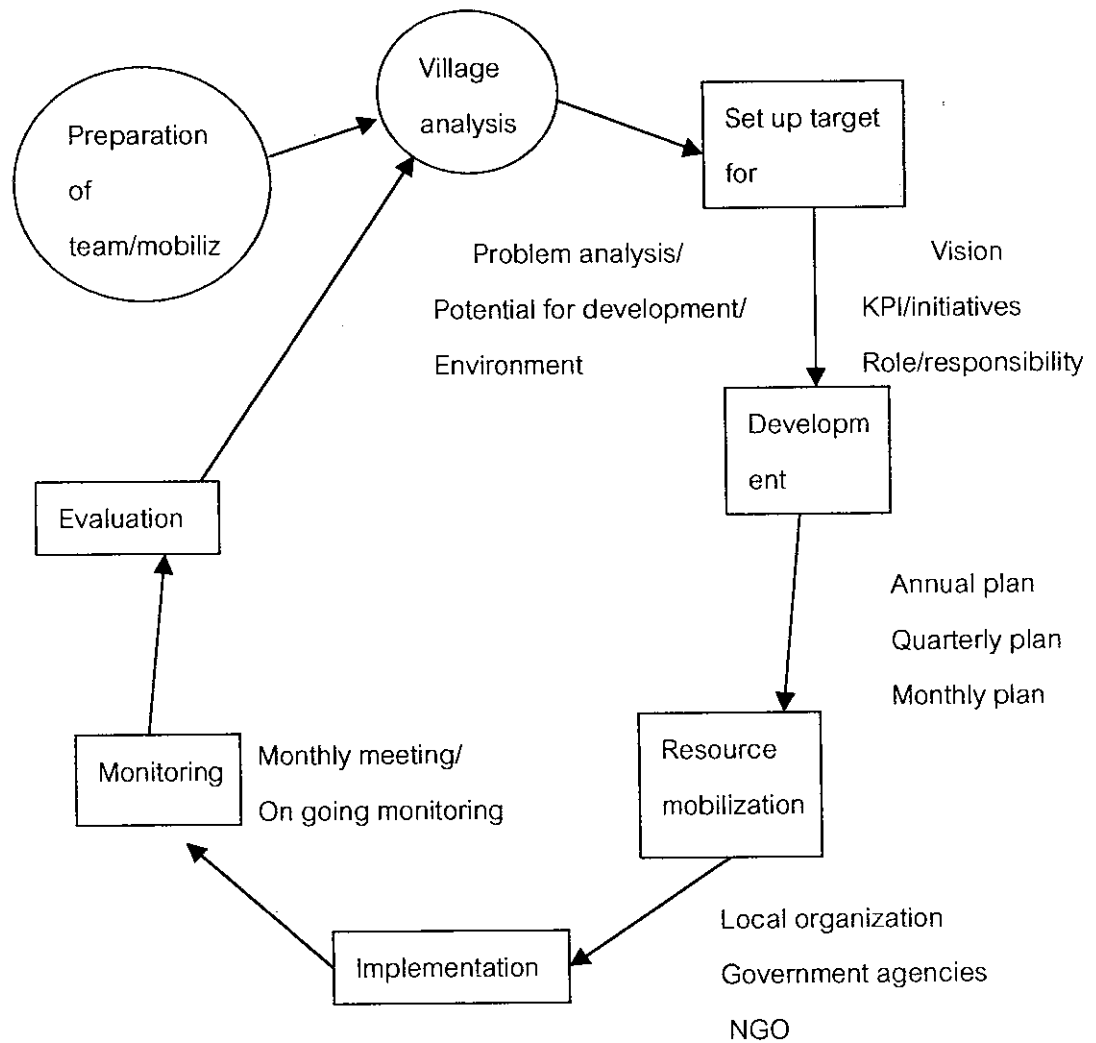 Preparation
of
team/mobiliz
Village
analysis
Set up target
for
Problem analysis/
Potential for development/
Environment
Vision
KPI/initiatives
Role/responsibility
Developm
ent
Annual plan
Quarterly plan
Monthly plan
Resource
mobilization
Local organization
Government agencies
NGO
Implementation
Monitoring
Monthly meeting/
On going monitoring
Evaluation